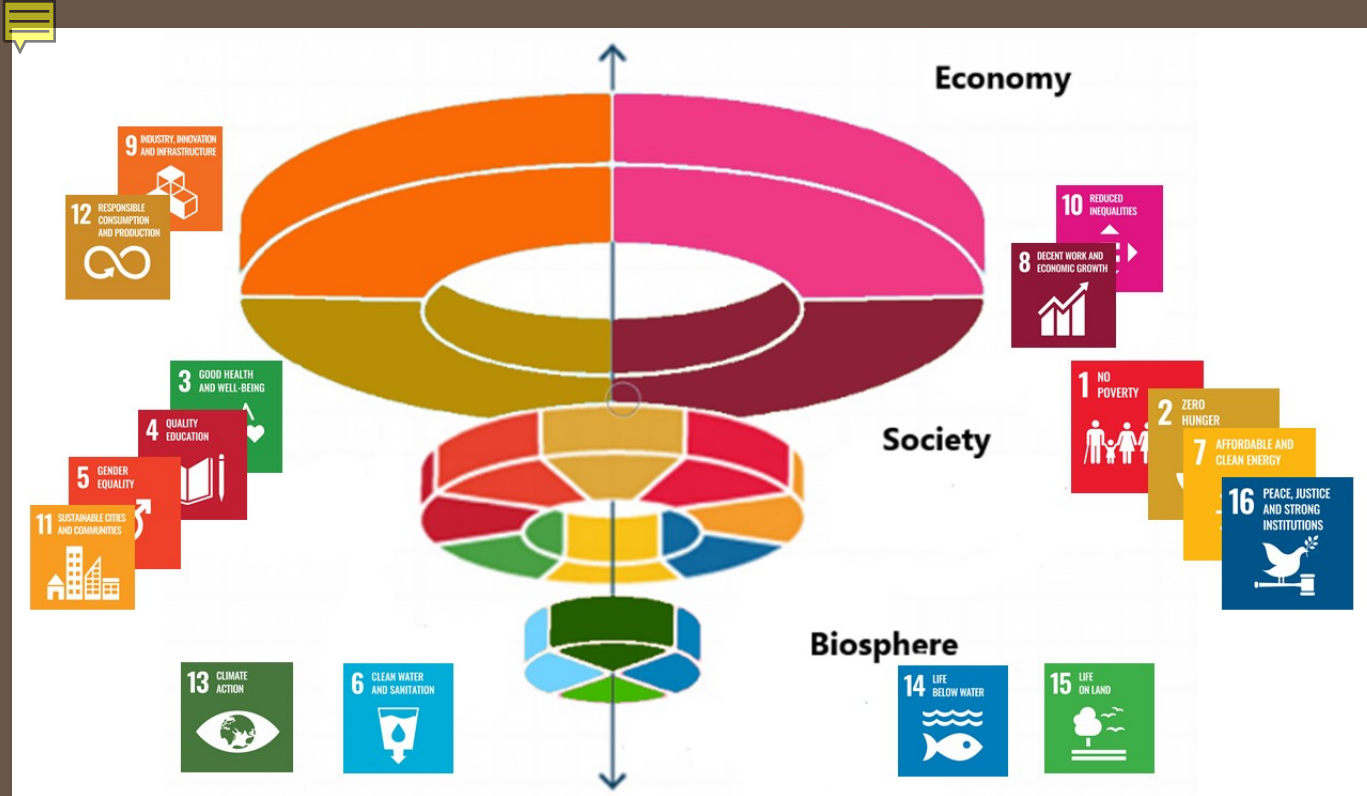 Economy
9 INDUSTRY, INNOVATION
AND INFRASTRUCTURE
12 RESPONSIBLE
CONSUMPTION
AND PRODUCTION
10 REDUCED
INEQUALITIES
8 DECENT WORK AND
ECONOMIC GROWTH
3 GOOD HEALTH
AND WELL-BEING
4 QUALITY
EDUCATION
5 GENDER
EQUALITY
11 SUSTAINABLE CITIES
AND COMMUNITIES
Society
1 NO
POVERTY
2 ZERO
HUNGER
7 AFFORDABLE AND
CLEAN ENERGY
16 PEACE, JUSTICE
AND STRONG
INSTITUTIONS
Biosphere
13 CLIMATE
ACTION
6 CLEAN WATER
AND SANITATION
14 LIFE
BELOW WATER
15 LIFE
ON LAND